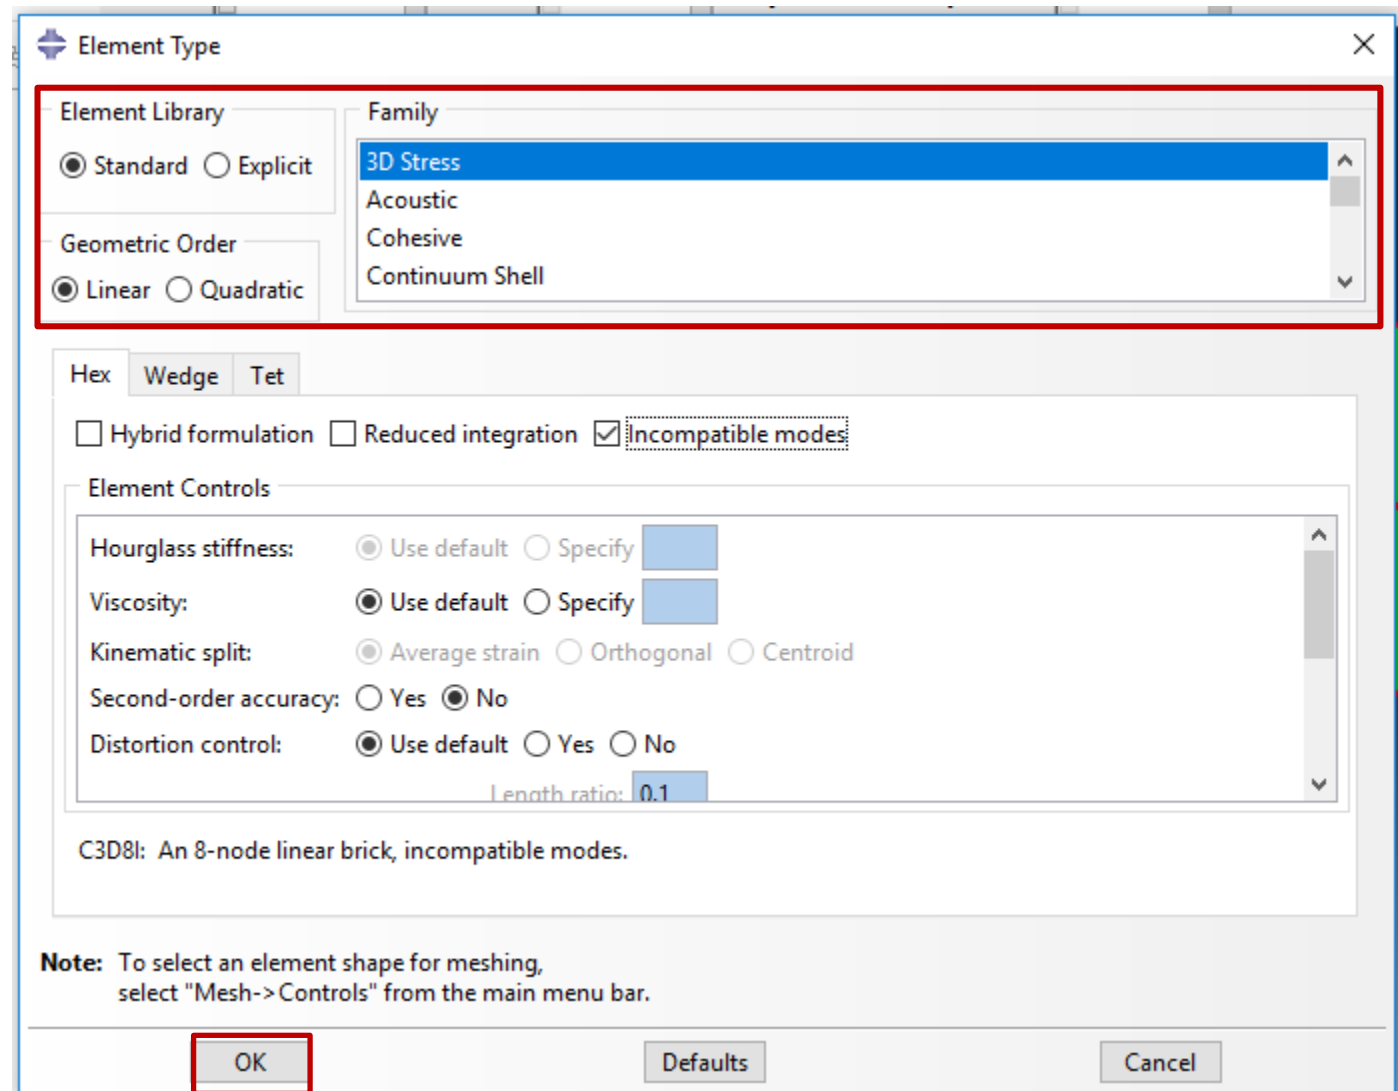 Element Type
Element Library
Family
Standard Explicit
3D Stress
Acoustic
Cohesive
Continuum Shell
Geometric Order
Linear Quadratic
Hex Wedge Tet
Hybrid formulation Reduced integration Incompatible modes
Element Controls
Hourglass stiffness: Use default Specify
Viscosity: Use default Specify
Kinematic split: Average strain Orthogonal Centroid
Second-order accuracy: Yes No
Distortion control: Use default Yes No
Length ratio: 0.1
C3D8I: An 8-node linear brick, incompatible modes.
Note: To select an element shape for meshing,
select "Mesh->Controls" from the main menu bar.
OK Defaults Cancel